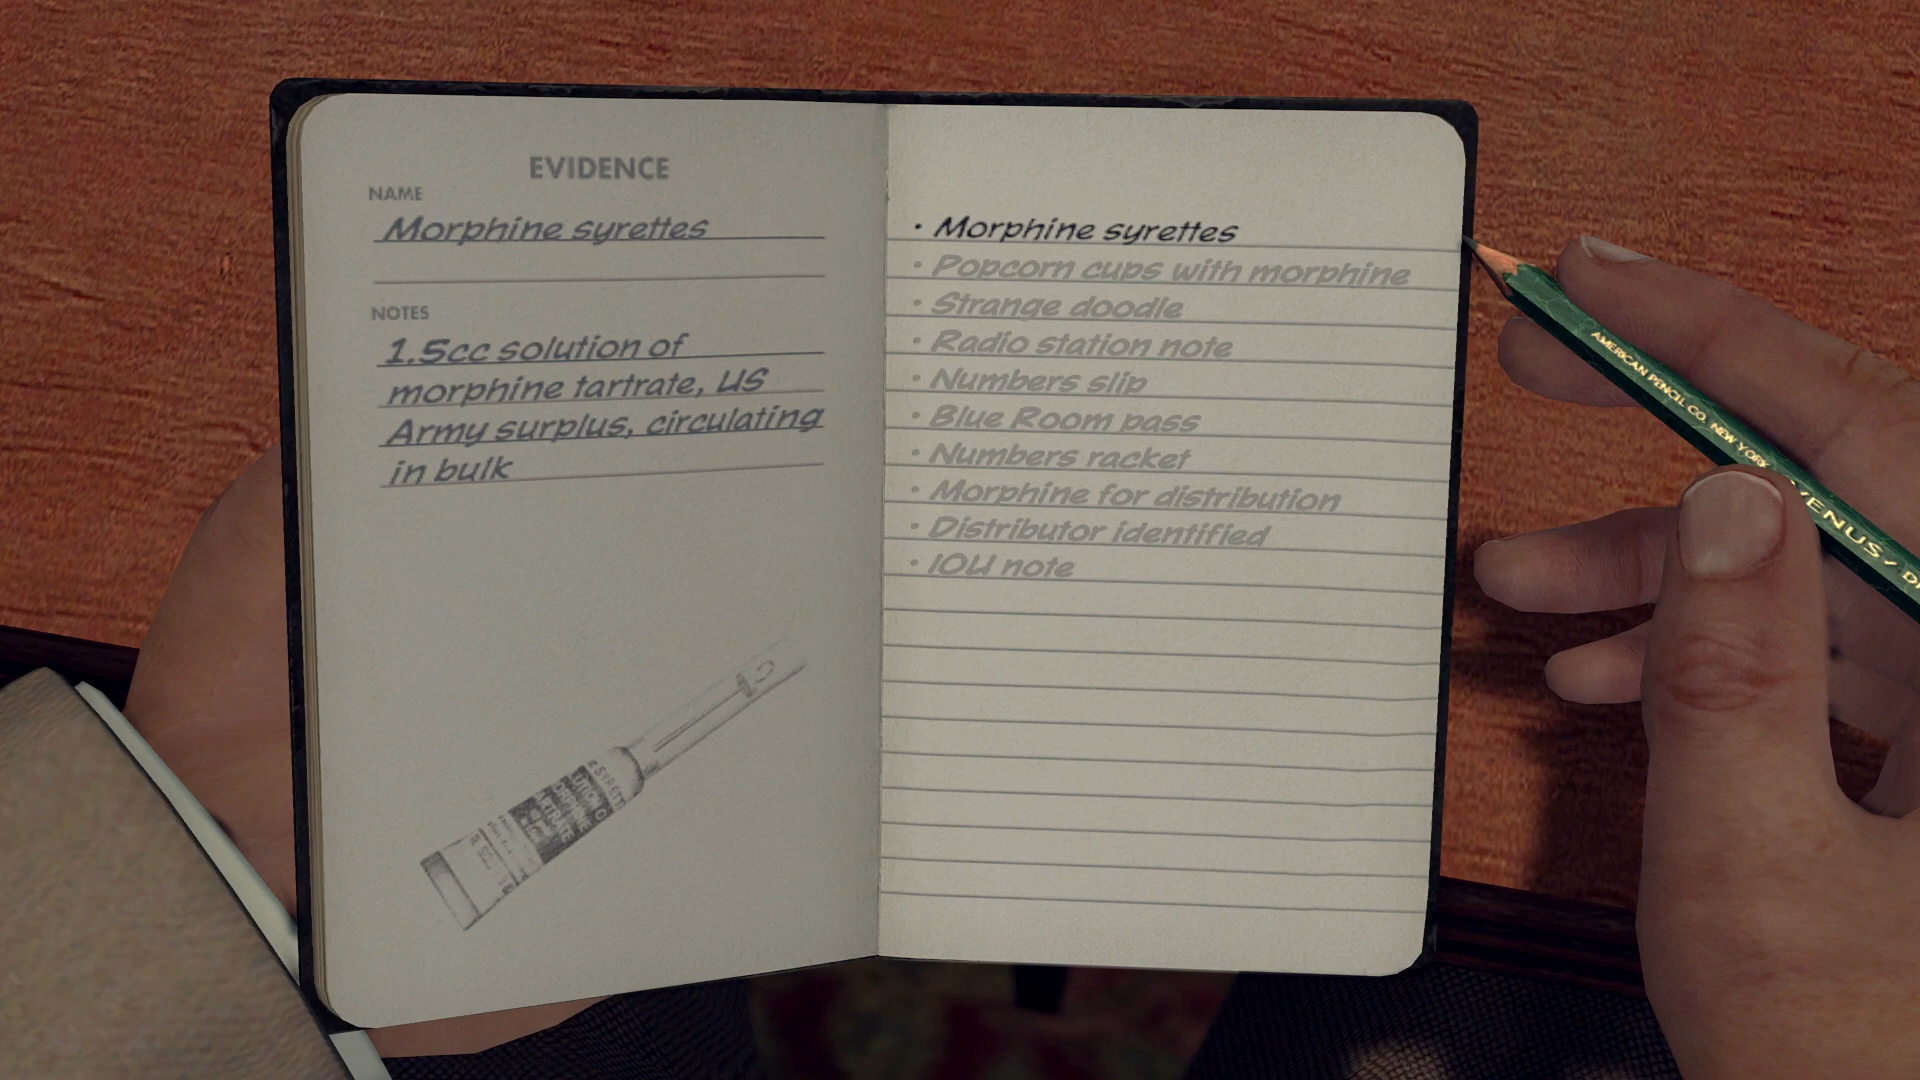 EVIDENCE
NAME
Morphine syrettes
NOTES
1.5cc solution of
morphine tartrate, US
Army surplus, circulating
in bulk
• Morphine syrettes
• Popcorn cups with morphine
• Strange doodle
• Radio station note
• Numbers slip
• Blue Room pass
• Numbers racket
• Morphine for distribution
• Distributor identified
• IOU note
AMERICAN PENCIL CO. NEW YORK
VENUS